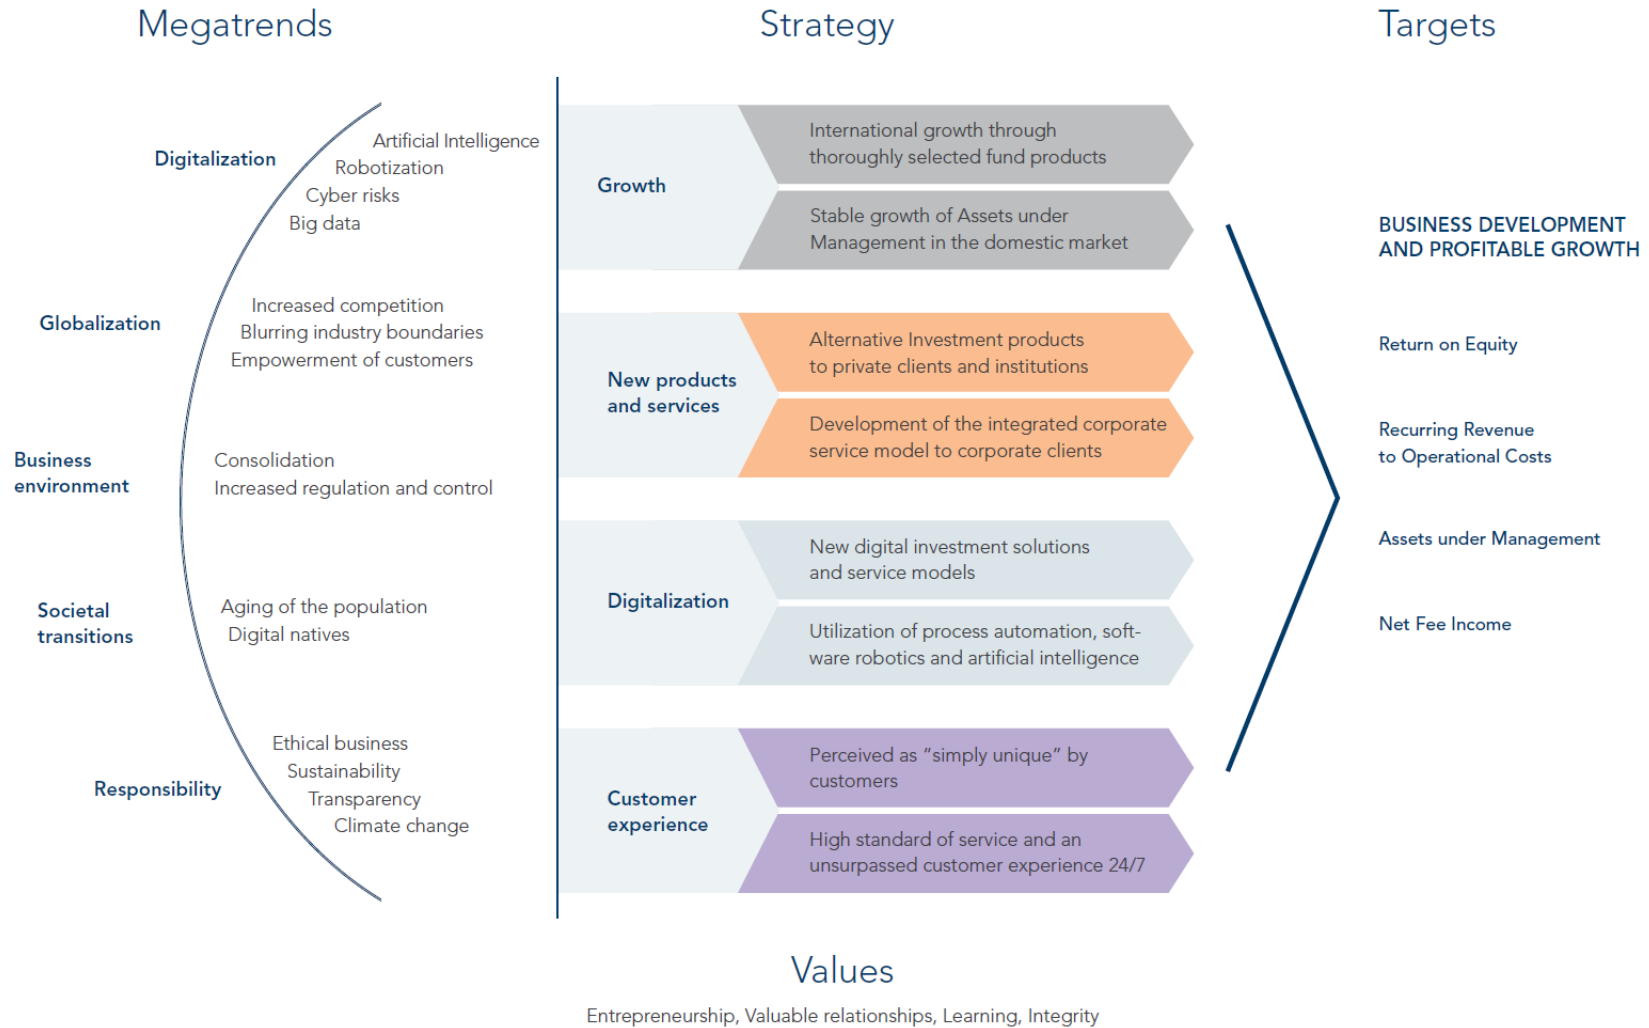 Megatrends
Digitalization
Artificial Intelligence
Robotization
Cyber risks
Big data
Globalization
Increased competition
Blurring industry boundaries
Empowerment of customers
Business
environment
Consolidation
Increased regulation and control
Societal
transitions
Aging of the population
Digital natives
Responsibility
Ethical business
Sustainability
Transparency
Climate change
Strategy
Growth
International growth through
thoroughly selected fund products
Stable growth of Assets under
Management in the domestic market
New products
and services
Alternative Investment products
to private clients and institutions
Development of the integrated corporate
service model to corporate clients
Digitalization
New digital investment solutions
and service models
Utilization of process automation, soft-
ware robotics and artificial intelligence
Customer
experience
Perceived as “simply unique” by
customers
High standard of service and an
unsurpassed customer experience 24/7
Targets
BUSINESS DEVELOPMENT
AND PROFITABLE GROWTH
Return on Equity
Recurring Revenue
to Operational Costs
Assets under Management
Net Fee Income
Values
Entrepreneurship, Valuable relationships, Learning, Integrity